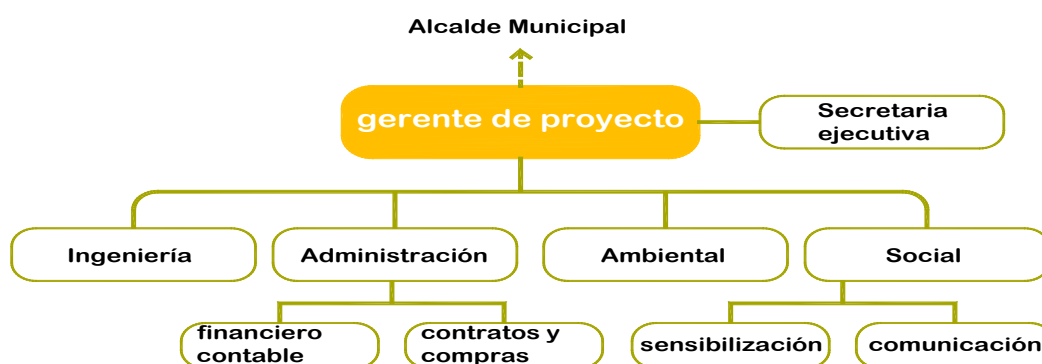 Alcalde Municipal
gerente de proyecto
Secretaria
ejecutiva
Ingeniería
Administración
Ambiental
Social
financiero
contable
contratos y
compras
sensibilización
comunicación